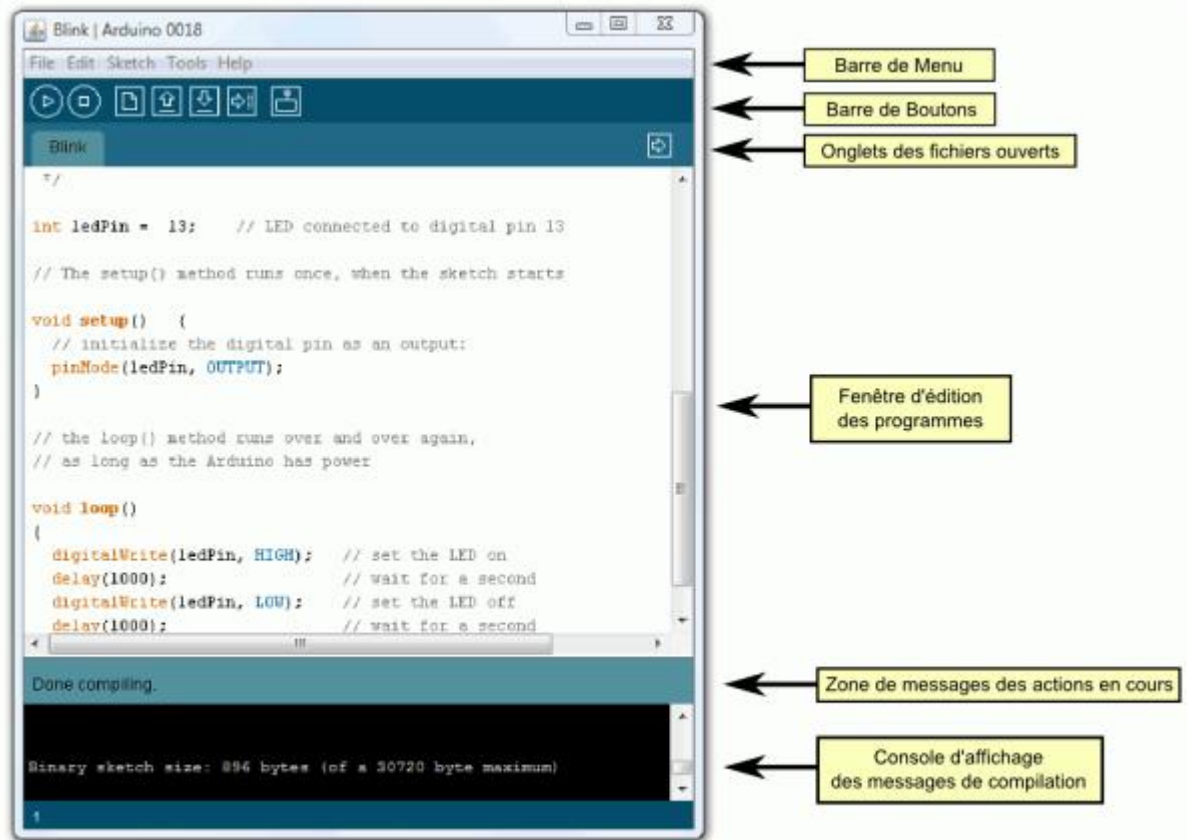 Blink | Arduino 0018
File Edit Sketch Tools Help
Barre de Menu
Barre de Boutons
Blink
Onglets des fichiers ouverts
*/
int ledPin = 13; // LED connected to digital pin 13
// The setup() method runs once, when the sketch starts
void setup() {
// initialize the digital pin as an output:
pinMode(ledPin, OUTPUT);
}
Fenêtre d'édition
des programmes
// the loop() method runs over and over again,
// as long as the Arduino has power
void loop()
{
digitalWrite(ledPin, HIGH); // set the LED on
delay(1000); // wait for a second
digitalWrite(ledPin, LOW); // set the LED off
delay(1000); // wait for a second
Done compiling.
Zone de messages des actions en cours
Binary sketch size: 896 bytes (of a 30720 byte maximum)
Console d'affichage
des messages de compilation
1